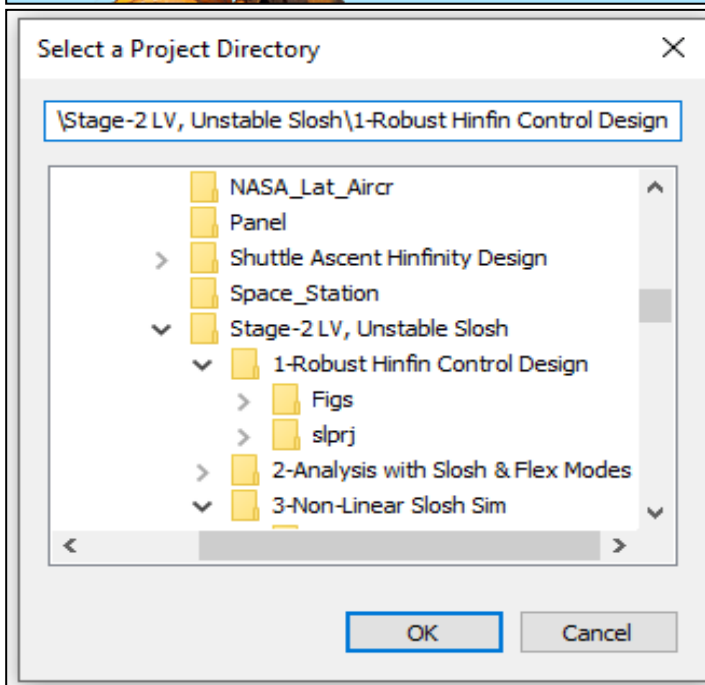 Select a Project Directory
\Stage-2 LV, Unstable Slosh\1-Robust Hinfin Control Design
NASA_Lat_Aircr
Panel
Shuttle Ascent Hinfinity Design
Space_Station
Stage-2 LV, Unstable Slosh
1-Robust Hinfin Control Design
Figs
slprj
2-Analysis with Slosh & Flex Modes
3-Non-Linear Slosh Sim
OK
Cancel